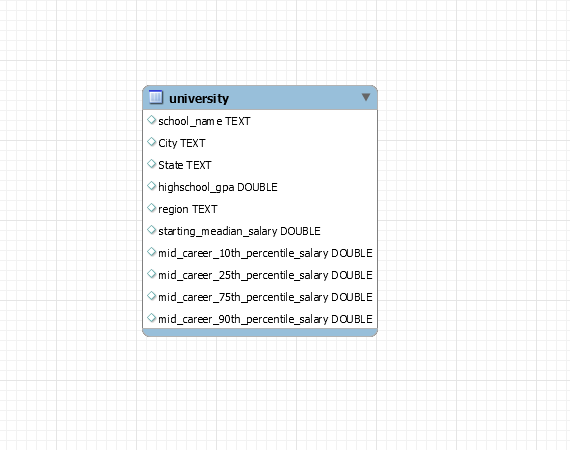 university
school_name TEXT
City TEXT
State TEXT
highschool_gpa DOUBLE
region TEXT
starting_meadian_salary DOUBLE
mid_career_10th_percentile_salary DOUBLE
mid_career_25th_percentile_salary DOUBLE
mid_career_75th_percentile_salary DOUBLE
mid_career_90th_percentile_salary DOUBLE